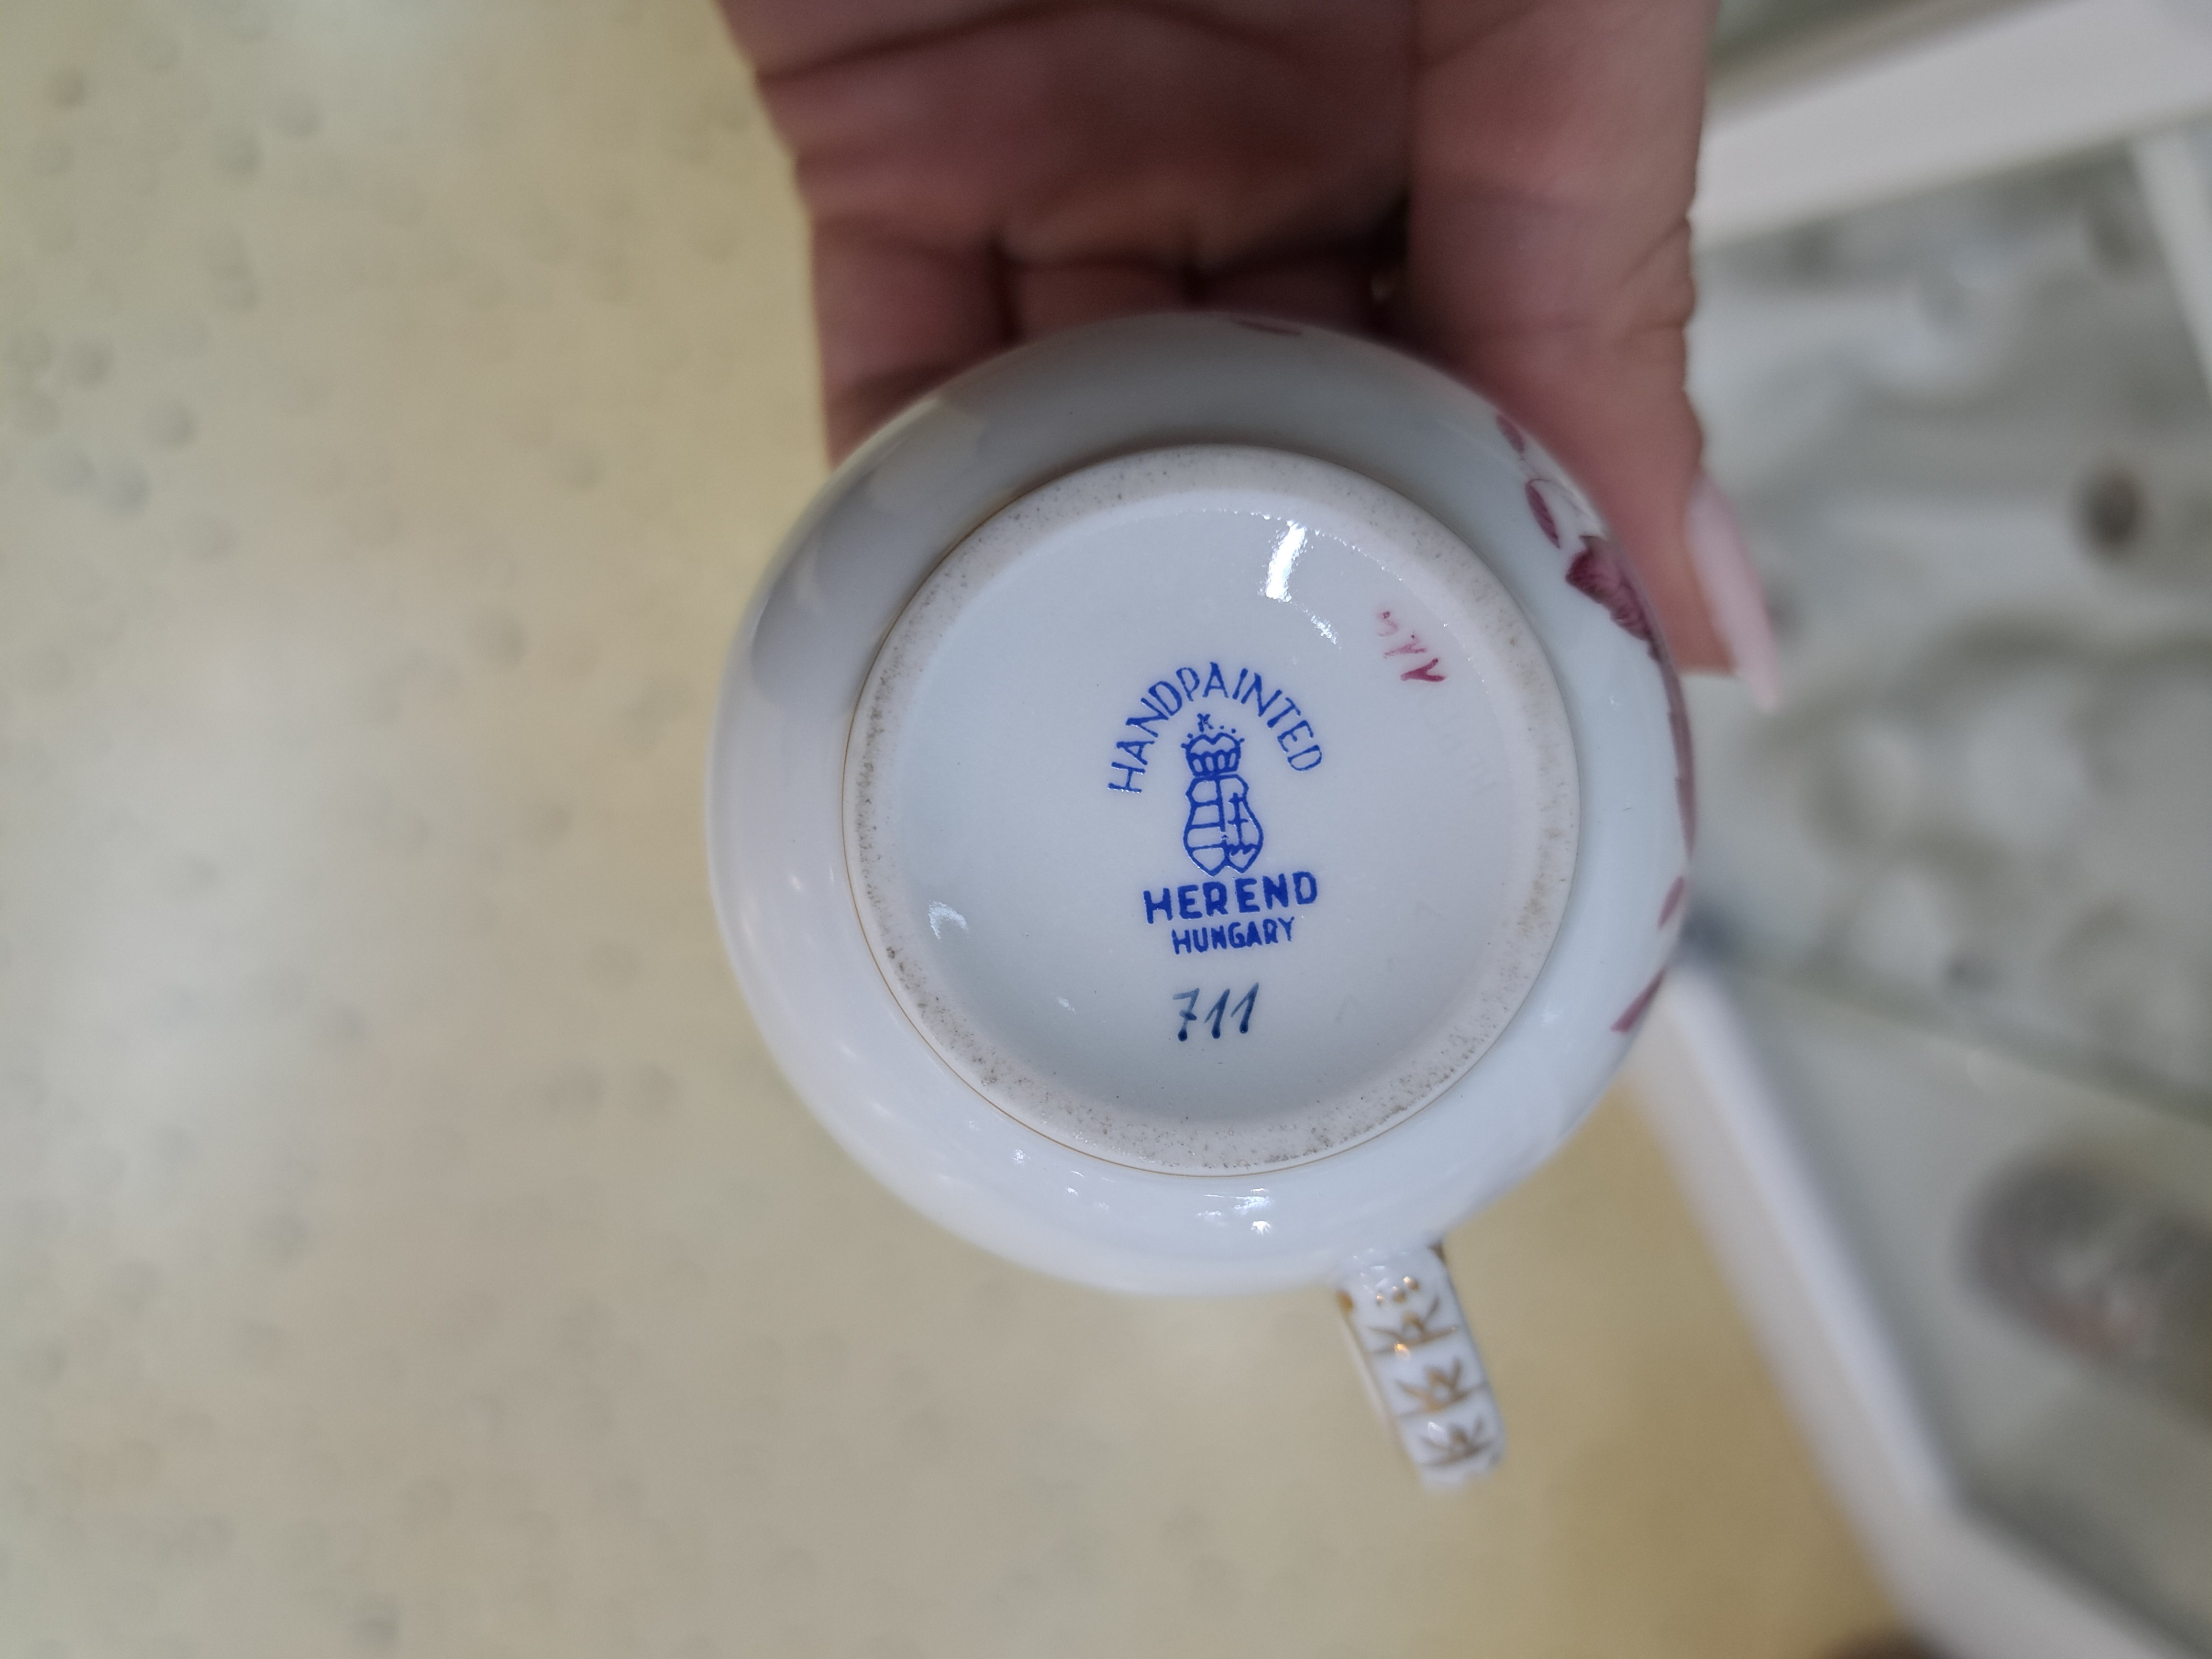 HANDPAINTED
HEREND
HUNGARY
711